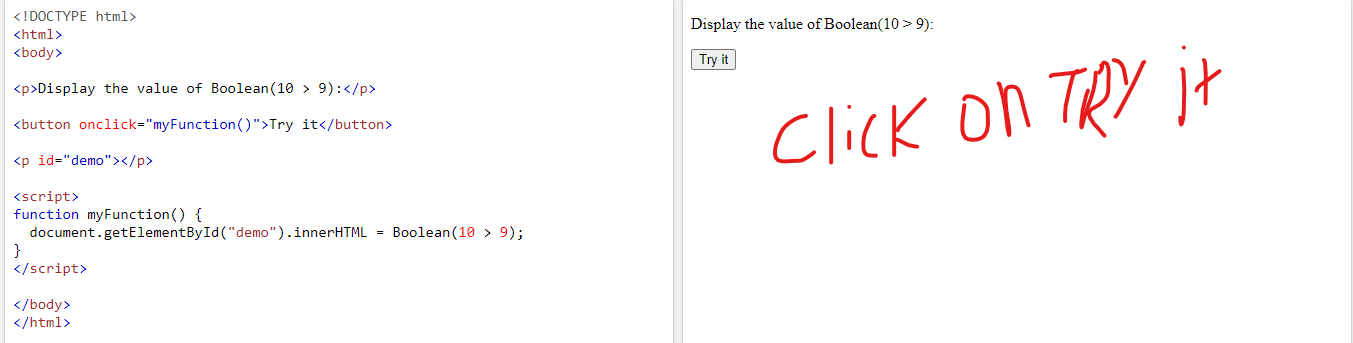 <!DOCTYPE html>
<html>
<body>
<p>Display the value of Boolean(10 > 9):</p>
<button onclick="myFunction()">Try it</button>
<p id="demo"></p>
<script>
function myFunction() {
  document.getElementById("demo").innerHTML = Boolean(10 > 9);
}
</script>
</body>
</html>
Display the value of Boolean(10 > 9):
Try it
Click on TRY it